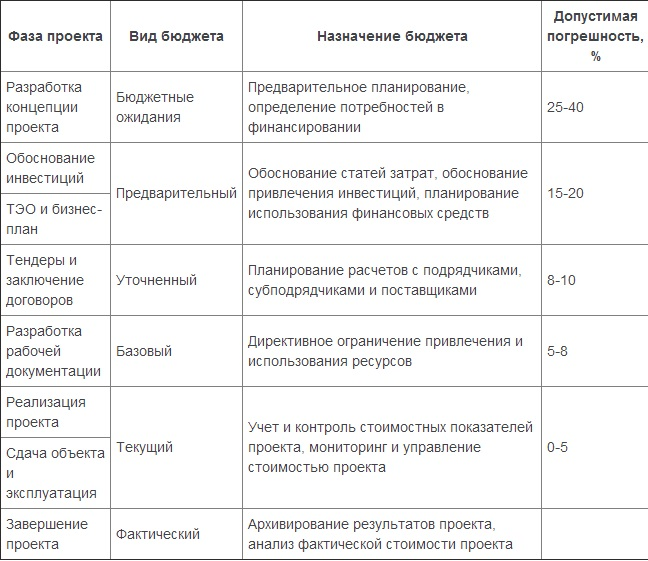 Фаза проекта
Вид бюджета
Назначение бюджета
Допустимая
погрешность,
%
Разработка
концепции
проекта
Бюджетные
ожидания
Предварительное планирование,
определение потребностей в
финансировании
25-40
Обоснование
инвестиций
ТЭО и бизнес-
план
Предварительный
Обоснование статей затрат, обоснование
привлечения инвестиций, планирование
использования финансовых средств
15-20
Тендеры и
заключение
договоров
Уточненный
Планирование расчетов с подрядчиками,
субподрядчиками и поставщиками
8-10
Разработка
рабочей
документации
Базовый
Директивное ограничение привлечения и
использования ресурсов
5-8
Реализация
проекта
Сдача объекта
и
эксплуатация
Текущий
Учет и контроль стоимостных показателей
проекта, мониторинг и управление
стоимостью проекта
0-5
Завершение
проекта
Фактический
Архивирование результатов проекта,
анализ фактической стоимости проекта